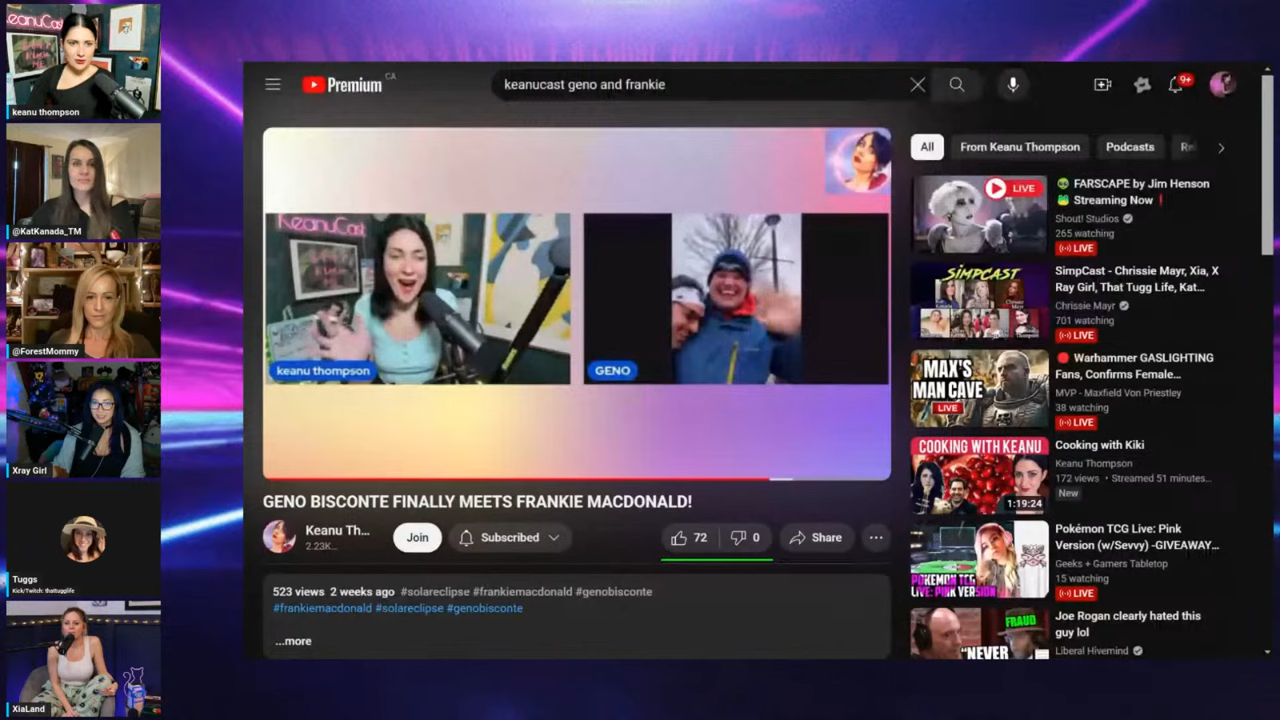 KeanuCast
keanu thompson
@KatKanada_TM
@ForestMommy
Xray Girl
Tuggs
Kick/Twitch: thattugglife
XiaLand
Premium CA
keanucast geno and frankie
9+
KeanuCast
keanu thompson
GENO
GENO BISCONTE FINALLY MEETS FRANKIE MACDONALD!
Keanu Th...
2.23K...
Join
Subscribed
72
0
Share
523 views 2 weeks ago #solareclipse #frankiemacdonald #genobisconte
#frankiemacdonald #solareclipse #genobisconte
...more
All
From Keanu Thompson
Podcasts
Re
LIVE
FARSCAPE by Jim Henson
Streaming Now
Shout! Studios
265 watching
LIVE
SIMPCAST
SimpCast - Chrissie Mayr, Xia, X
Ray Girl, That Tugg Life, Kat...
Chrissie Mayr
701 watching
LIVE
MAX'S
MAN CAVE
LIVE
Warhammer GASLIGHTING
Fans, Confirms Female...
MVP - Maxfield Von Priestley
38 watching
LIVE
COOKING WITH KEANU
1:19:24
Cooking with Kiki
Keanu Thompson
172 views • Streamed 51 minutes...
New
POKEMON TCG
LIVE: PINK VERSION
Pokémon TCG Live: Pink
Version (w/Sevvy) -GIVEAWAY...
Geeks + Gamers Tabletop
15 watching
LIVE
FRAUD
"NEVER
Joe Rogan clearly hated this
guy lol
Liberal Hivemind